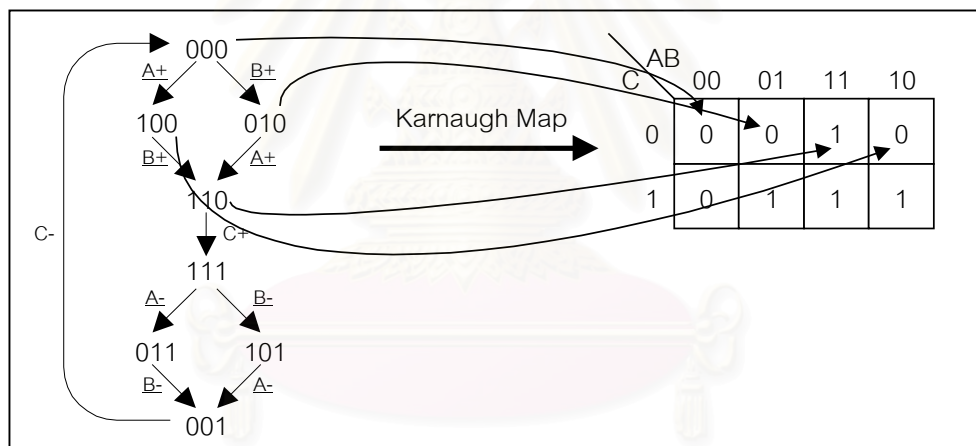 000
A+ B+
100 010
B+ A+
110
C+
111
A- B-
011 101
B- A-
001
C-
Karnaugh Map
AB
C 00 01 11 10
0 0 0 1 0
1 0 1 1 1